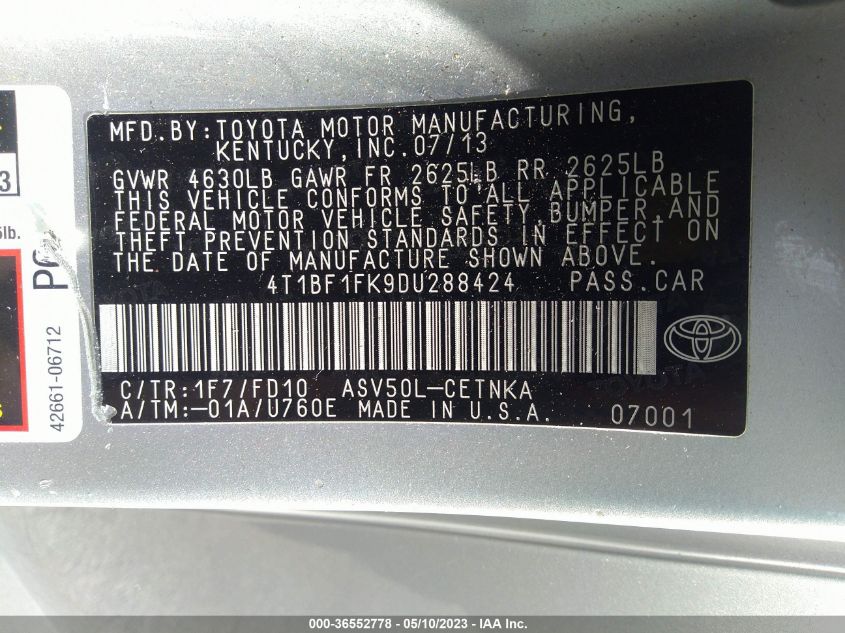 MFD.BY:TOYOTA MOTOR MANUFACTURING,
KENTUCKY,INC.07/13
GVWR 4630LB GAWR FR 2625LB RR 2625LB
THIS VEHICLE CONFORMS TO ALL APPLICABLE
FEDERAL MOTOR VEHICLE SAFETY,BUMPER,AND
THEFT PREVENTION STANDARDS IN EFFECT ON
THE DATE OF MANUFACTURE SHOWN ABOVE.
4T1BF1FK9DU288424 PASS.CAR
C/TR:1F7/FD10 ASV50L-CETNKA
A/TM:-01A/U760E MADE IN U.S.A. 07001
3
lb.
42661-06712
000-36552778 — 05/10/2023 — IAA Inc.